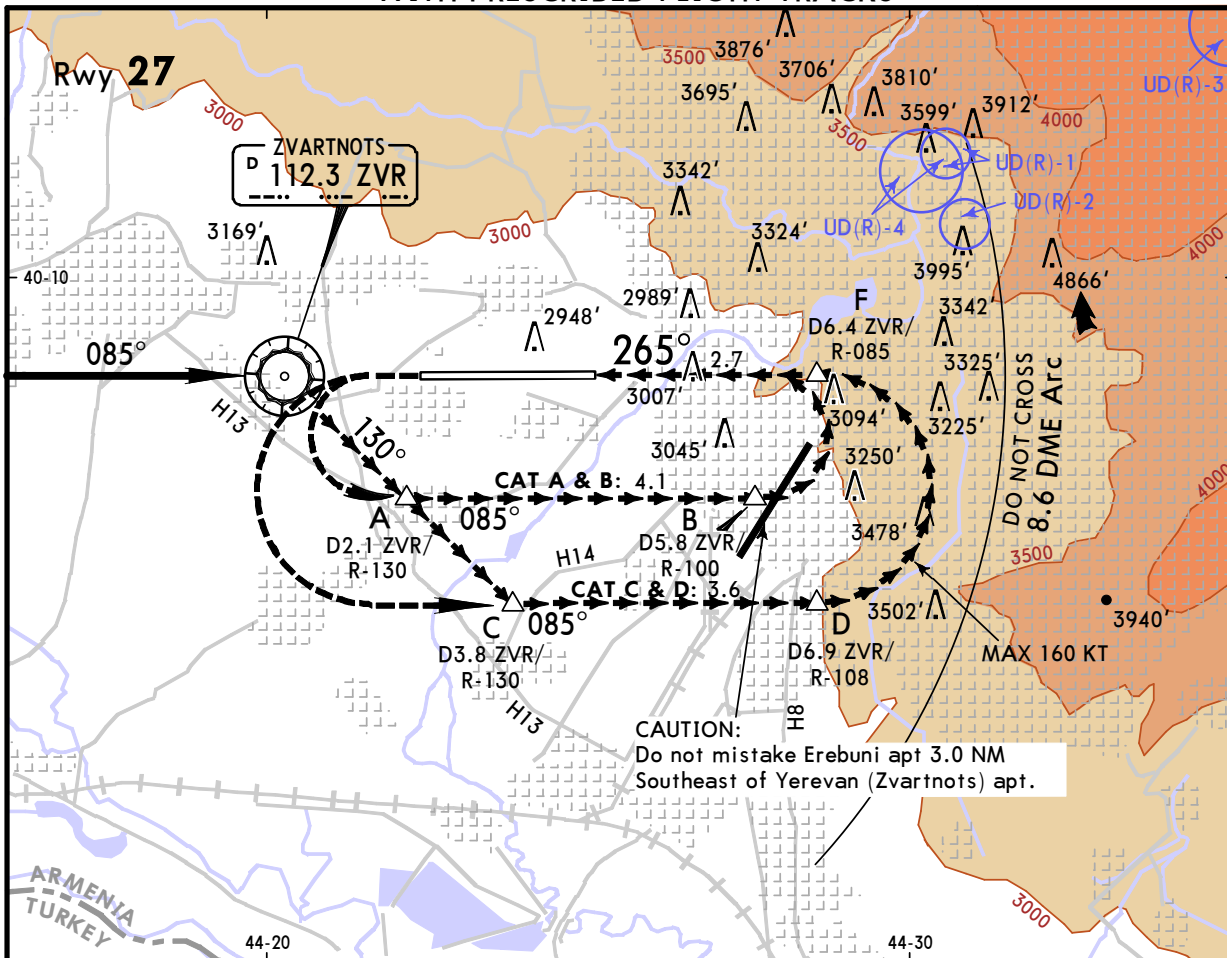 Rwy 27
3000
ZVARTNOTS
D 112.3 ZVR
3000
3169'
40-10
085°
H13
130°
2948'
2989'
265°
2.7
3007'
3045'
3876'
3500
3706'
3695'
3810'
3500
3599'
3912'
4000
UD(R)-3
3342'
UD(R)-1
UD(R)-2
3324'
UD(R)-4
3995'
4000
4866'
F
D6.4 ZVR/
R-085
3342'
3325'
3094'
3225'
3250'
3478'
DO NOT CROSS
8.6 DME Arc
4000
3500
CAT A & B: 4.1
A
085°
D2.1 ZVR/
R-130
B
D5.8 ZVR/
R-100
H14
CAT C & D: 3.6
C
085°
D3.8 ZVR/
R-130
H13
D
D6.9 ZVR/
R-108
3502'
MAX 160 KT
3940'
H8
CAUTION:
Do not mistake Erebuni apt 3.0 NM
Southeast of Yerevan (Zvartnots) apt.
ARMENIA
TURKEY
44-20
44-30
3000